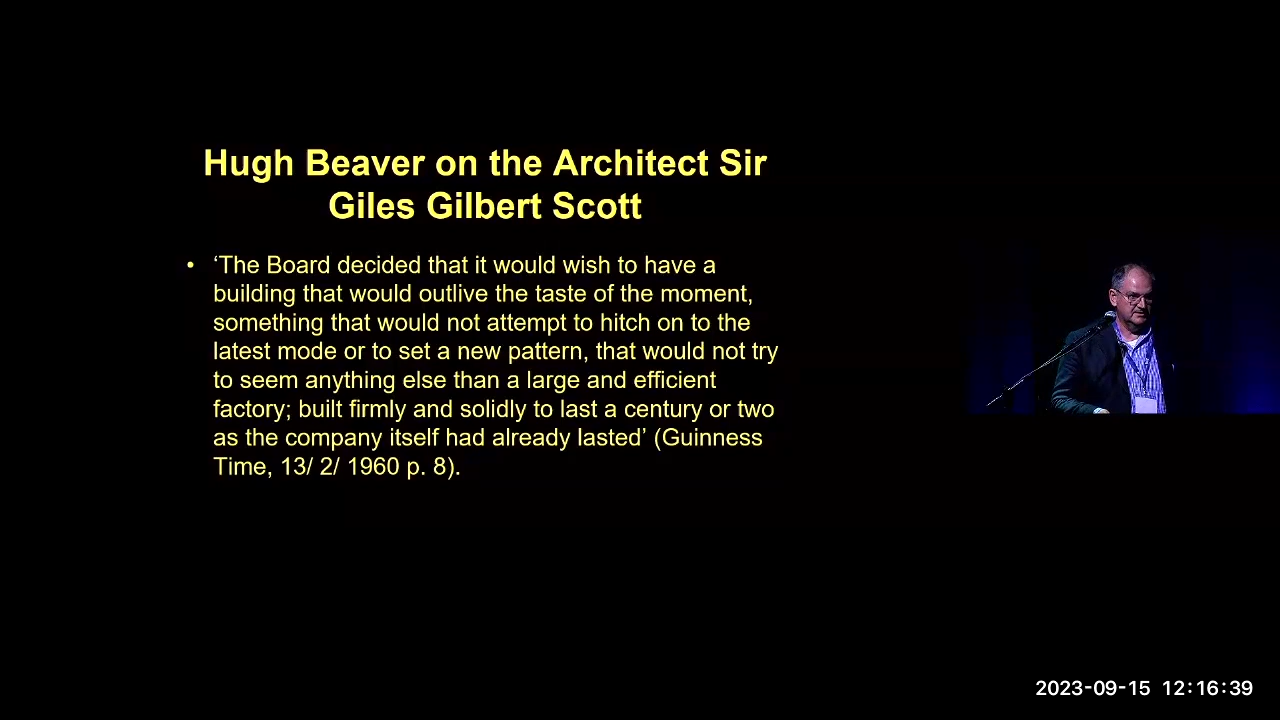 Hugh Beaver on the Architect Sir
Giles Gilbert Scott
• ‘The Board decided that it would wish to have a
building that would outlive the taste of the moment,
something that would not attempt to hitch on to the
latest mode or to set a new pattern, that would not try
to seem anything else than a large and efficient
factory; built firmly and solidly to last a century or two
as the company itself had already lasted’ (Guinness
Time, 13/ 2/ 1960 p. 8).
2023-09-15 12:16:39